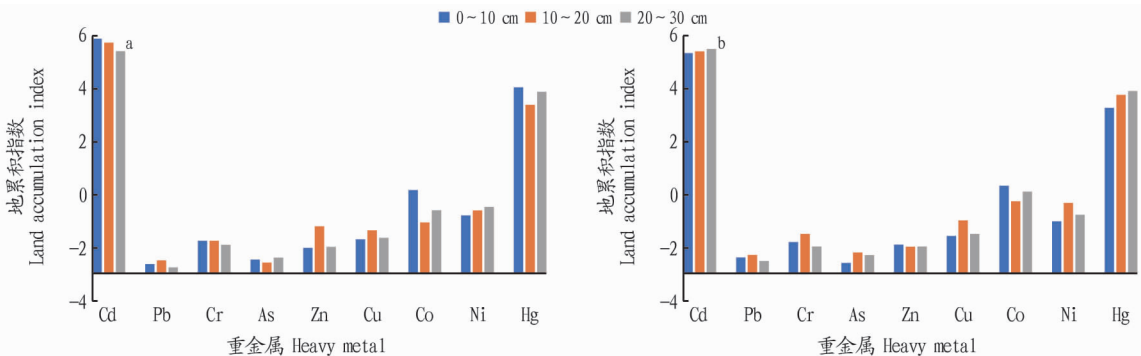 0~10 cm 10~20 cm 20~30 cm
地累积指数
Land accumulation index
6
4
2
0
−2
−4
a
Cd Pb Cr As Zn Cu Co Ni Hg
重金属 Heavy metal
地累积指数
Land accumulation index
6
4
2
0
−2
−4
b
Cd Pb Cr As Zn Cu Co Ni Hg
重金属 Heavy metal